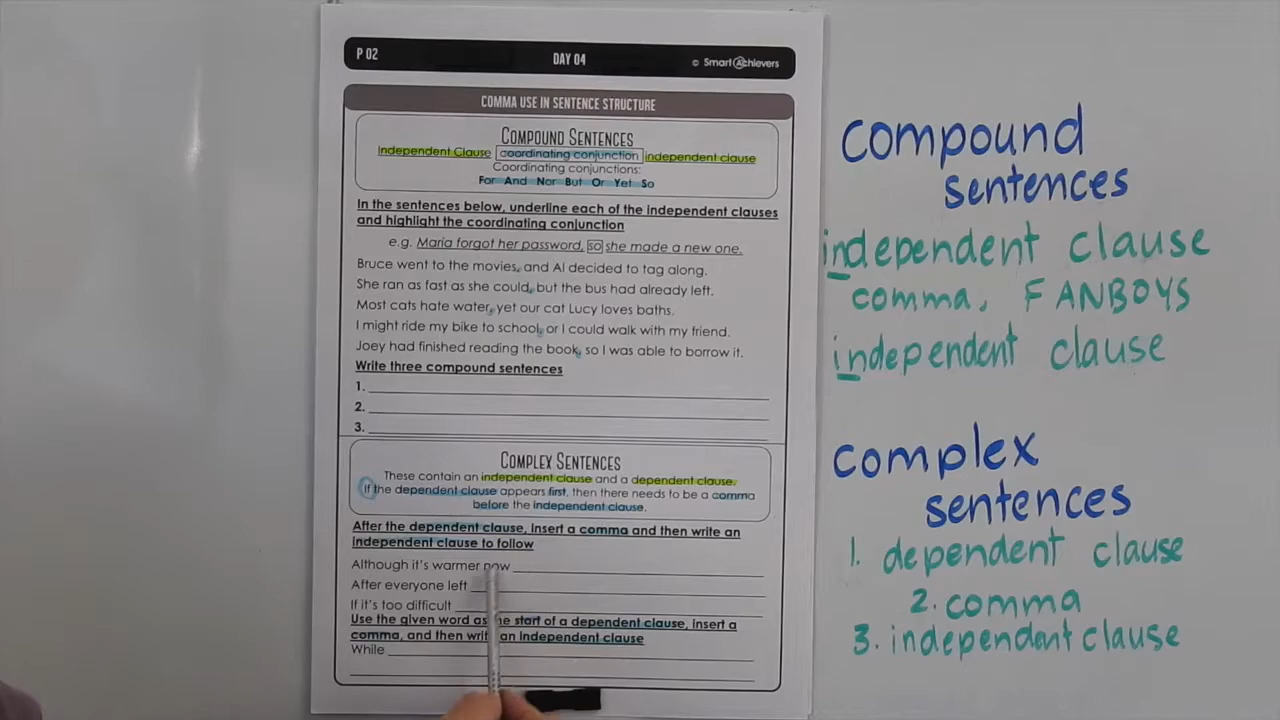 P 02
DAY 04
© SmartAchievers
COMMA USE IN SENTENCE STRUCTURE
COMPOUND SENTENCES
Independent Clause coordinating conjunction independent clause
Coordinating conjunctions:
For And Nor But Or Yet So
In the sentences below, underline each of the independent clauses
and highlight the coordinating conjunction
e.g. Maria forgot her password, so she made a new one.
Bruce went to the movies, and Al decided to tag along.
She ran as fast as she could, but the bus had already left.
Most cats hate water, yet our cat Lucy loves baths.
I might ride my bike to school, or I could walk with my friend.
Joey had finished reading the book, so I was able to borrow it.
Write three compound sentences
1.
2.
3.
COMPLEX SENTENCES
These contain an independent clause and a dependent clause.
If the dependent clause appears first, then there needs to be a comma
before the independent clause.
After the dependent clause, insert a comma and then write an
independent clause to follow
Although it's warmer now
After everyone left
If it's too difficult
Use the given word as the start of a dependent clause, insert a
comma, and then write an independent clause
While
compound
sentences
independent clause
comma, FANBOYS
independent clause
complex
sentences
1. dependent clause
2. comma
3. independent clause